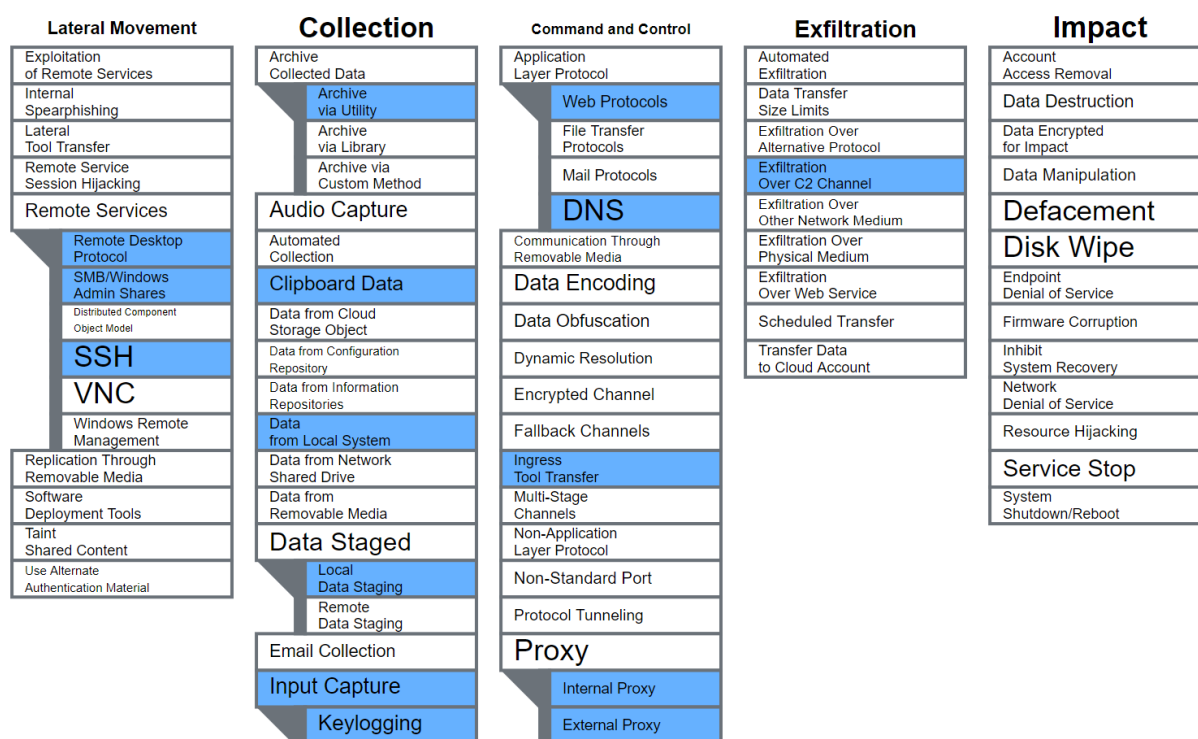 Lateral Movement
Exploitation
of Remote Services
Internal
Spearphishing
Lateral
Tool Transfer
Remote Service
Session Hijacking
Remote Services
Remote Desktop
Protocol
SMB/Windows
Admin Shares
Distributed Component
Object Model
SSH
VNC
Windows Remote
Management
Replication Through
Removable Media
Software
Deployment Tools
Taint
Shared Content
Use Alternate
Authentication Material
Collection
Archive
Collected Data
Archive
via Utility
Archive
via Library
Archive via
Custom Method
Audio Capture
Automated
Collection
Clipboard Data
Data from Cloud
Storage Object
Data from Configuration
Repository
Data from Information
Repositories
Data
from Local System
Data from Network
Shared Drive
Data from
Removable Media
Data Staged
Local
Data Staging
Remote
Data Staging
Email Collection
Input Capture
Keylogging
Command and Control
Application
Layer Protocol
Web Protocols
File Transfer
Protocols
Mail Protocols
DNS
Communication Through
Removable Media
Data Encoding
Data Obfuscation
Dynamic Resolution
Encrypted Channel
Fallback Channels
Ingress
Tool Transfer
Multi-Stage
Channels
Non-Application
Layer Protocol
Non-Standard Port
Protocol Tunneling
Proxy
Internal Proxy
External Proxy
Exfiltration
Automated
Exfiltration
Data Transfer
Size Limits
Exfiltration Over
Alternative Protocol
Exfiltration
Over C2 Channel
Exfiltration Over
Other Network Medium
Exfiltration Over
Physical Medium
Exfiltration
Over Web Service
Scheduled Transfer
Transfer Data
to Cloud Account
Impact
Account
Access Removal
Data Destruction
Data Encrypted
for Impact
Data Manipulation
Defacement
Disk Wipe
Endpoint
Denial of Service
Firmware Corruption
Inhibit
System Recovery
Network
Denial of Service
Resource Hijacking
Service Stop
System
Shutdown/Reboot